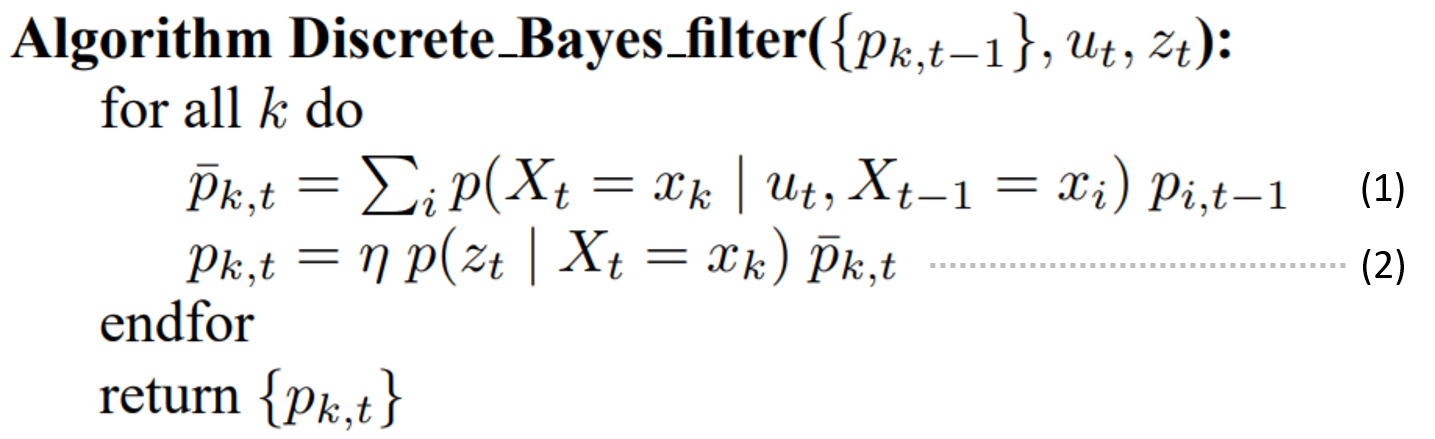 Algorithm Discrete_Bayes_filter({p_{k,t−1}}, u_t, z_t):
for all k do
p̄_{k,t} = ∑_i p(X_t = x_k | u_t, X_{t−1} = x_i) p_{i,t−1} (1)
p_{k,t} = η p(z_t | X_t = x_k) p̄_{k,t} (2)
endfor
return {p_{k,t}}